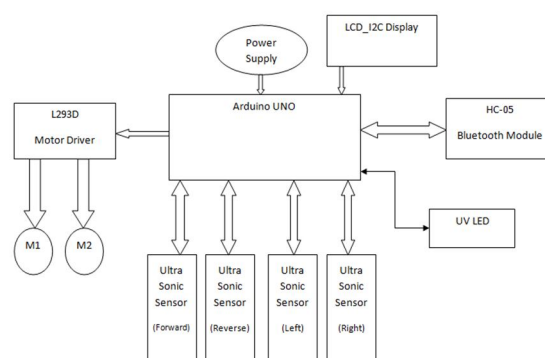 Power
Supply
LCD_I2C Display
Arduino UNO
L293D
Motor Driver
HC-05
Bluetooth Module
M1
M2
UV LED
Ultra
Sonic
Sensor
(Forward)
Ultra
Sonic
Sensor
(Reverse)
Ultra
Sonic
Sensor
(Left)
Ultra
Sonic
Sensor
(Right)